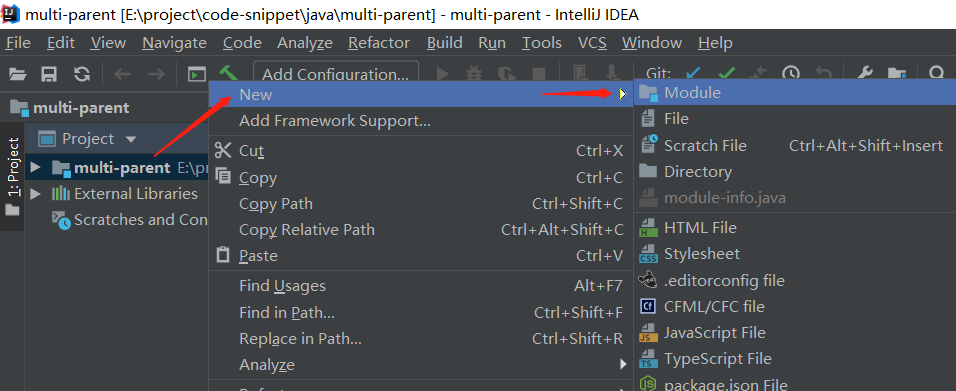 multi-parent [E:\project\code-snippet\java\multi-parent] - multi-parent - IntelliJ IDEA
File Edit View Navigate Code Analyze Refactor Build Run Tools VCS Window Help
Add Configuration... Git:
multi-parent
1: Project
Project
multi-parent E:\pr
External Libraries
Scratches and Con
New
Add Framework Support...
Cut Ctrl+X
Copy Ctrl+C
Copy Path Ctrl+Shift+C
Copy Relative Path Ctrl+Alt+Shift+C
Paste Ctrl+V
Find Usages Alt+F7
Find in Path... Ctrl+Shift+F
Replace in Path... Ctrl+Shift+R
Analyze
Module
File
Scratch File Ctrl+Alt+Shift+Insert
Directory
module-info.java
HTML File
Stylesheet
.editorconfig file
CFML/CFC file
JavaScript File
TypeScript File
package.json File